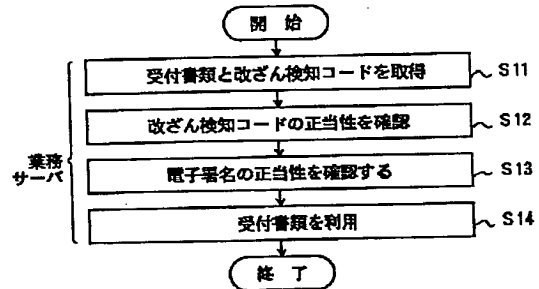 開始
受付書類と改ざん検知コードを取得 S11
改ざん検知コードの正当性を確認 S12
業務
サーバ
電子署名の正当性を確認する S13
受付書類を利用 S14
終了